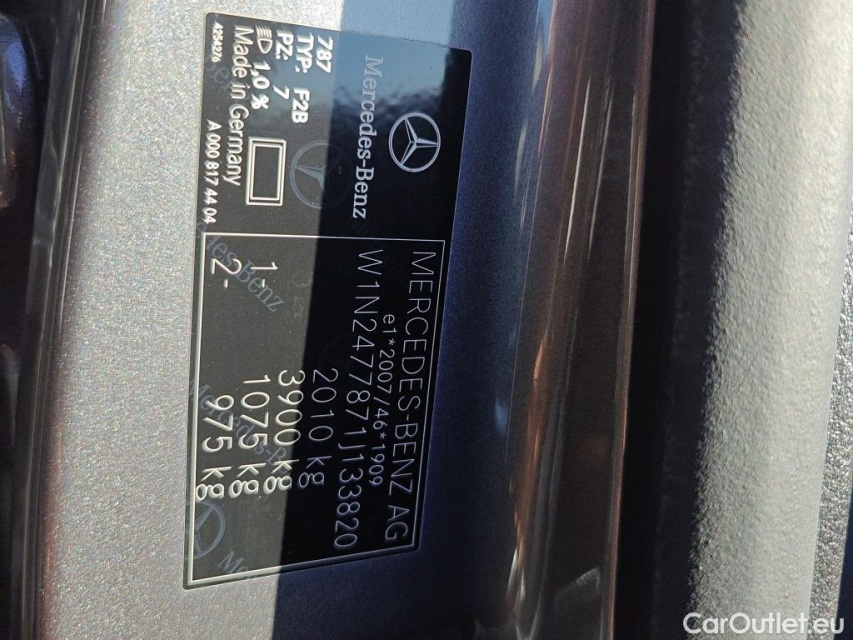 Mercedes-Benz
787
TYP: F2B
PZ: 7
1,0 %
Made in Germany
4254276
A 000 817 44 04
MERCEDES-BENZ AG
e1*2007/46*1909
W1N2477871J133820
2010 kg
3900 kg
1- 1075 kg
2- 975 kg
CarOutlet.eu